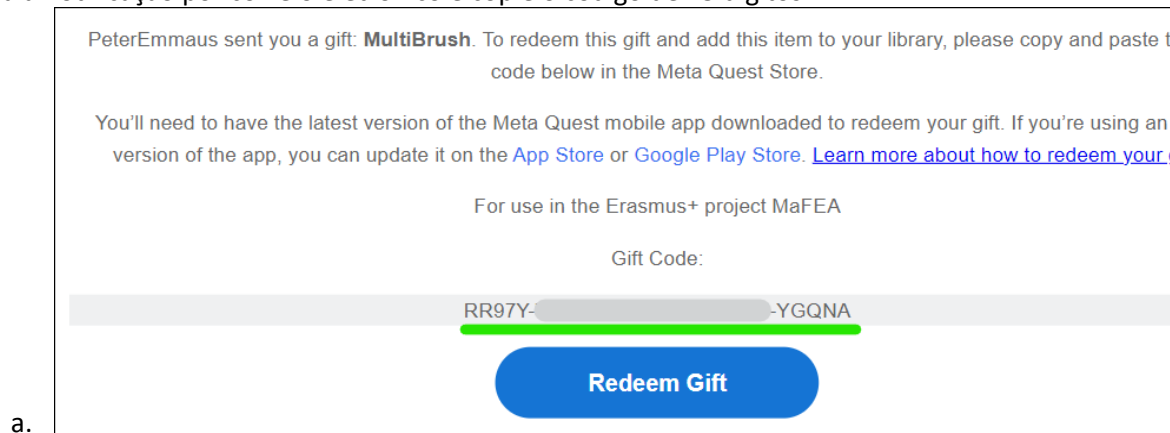 PeterEmmaus sent you a gift: MultiBrush. To redeem this gift and add this item to your library, please copy and paste t
code below in the Meta Quest Store.
You'll need to have the latest version of the Meta Quest mobile app downloaded to redeem your gift. If you're using an
version of the app, you can update it on the App Store or Google Play Store. Learn more about how to redeem your g
For use in the Erasmus+ project MaFEA
Gift Code:
RR97Y- -YGQNA
Redeem Gift
a.